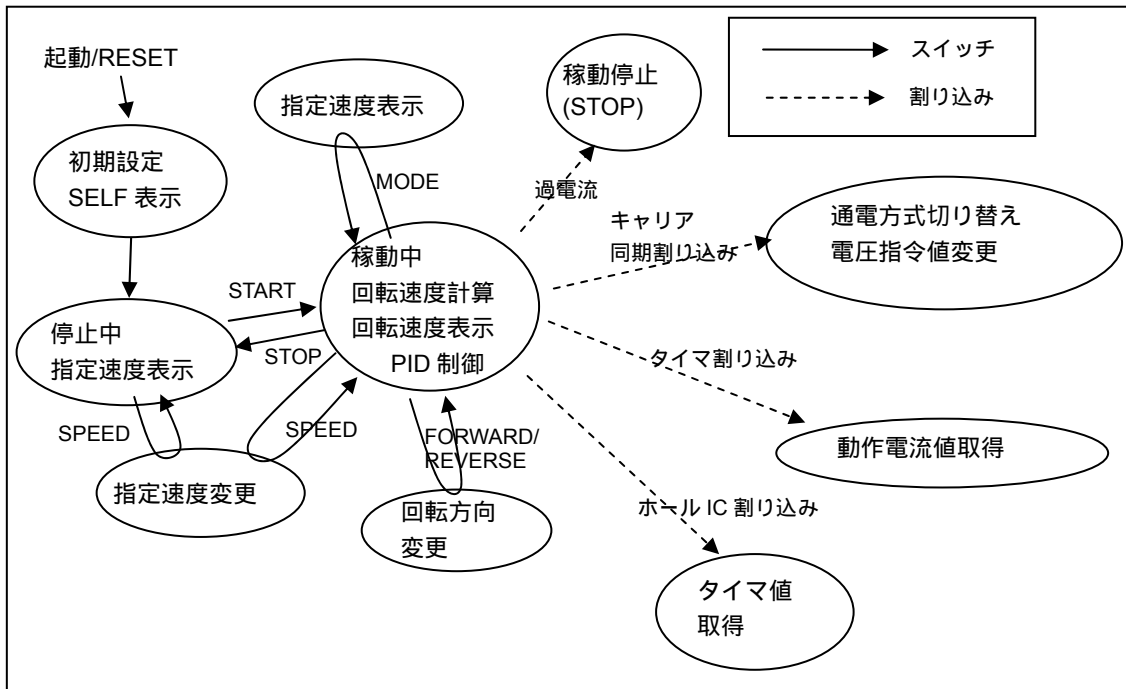 起動/RESET
初期設定
SELF 表示
指定速度表示
MODE
稼動停止
(STOP)
スイッチ
割り込み
過電流
キャリア
同期割り込み
通電方式切り替え
電圧指令値変更
稼動中
回転速度計算
回転速度表示
PID 制御
START
STOP
停止中
指定速度表示
SPEED
SPEED
指定速度変更
FORWARD/
REVERSE
回転方向
変更
タイマ割り込み
動作電流値取得
ホール IC 割り込み
タイマ値
取得